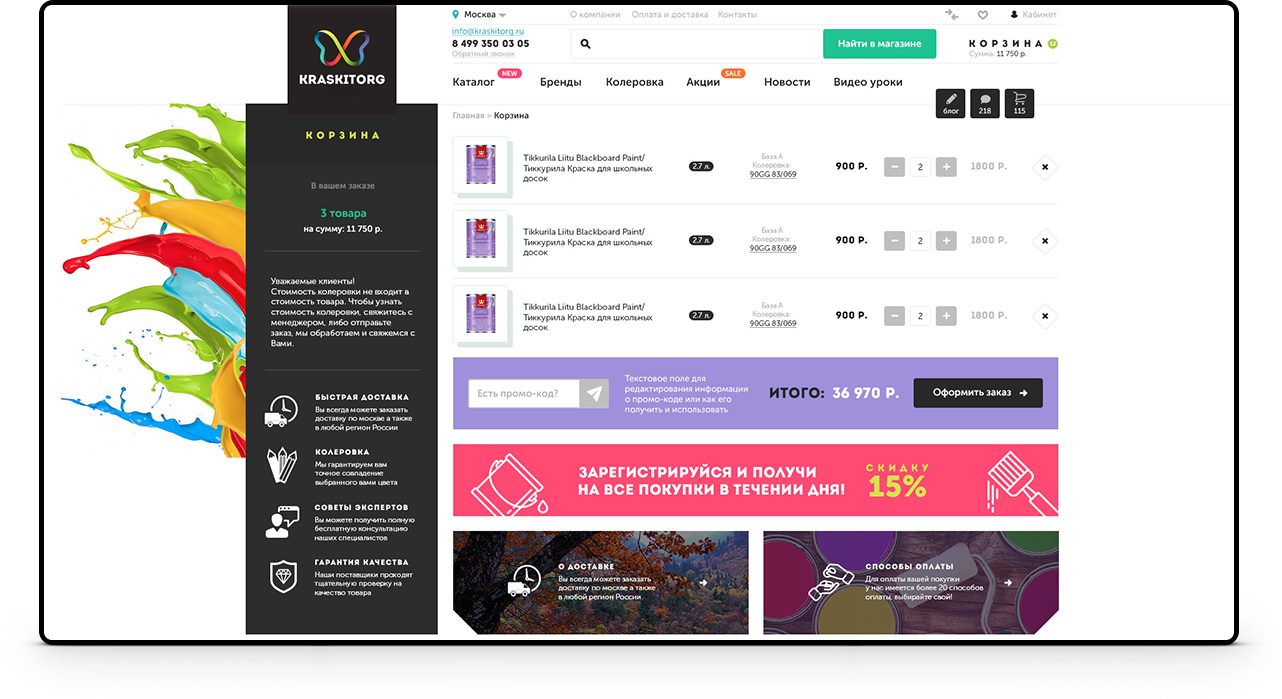 Москва
О компании
Оплата и доставка
Контакты
Кабинет
info@kraskitorg.ru
8 499 350 03 05
Обратный звонок
Найти в магазине
КОРЗИНА
Сумма: 11 750 р.
KRASKITORG
Каталог
NEW
Бренды
Колеровка
Акции
SALE
Новости
Видео уроки
блог
218
115
Главная > Корзина
КОРЗИНА
В вашем заказе
3 товара
на сумму: 11 750 р.
Уважаемые клиенты!
Стоимость колеровки не входит в
стоимость товара. Чтобы узнать
стоимость колеровки, свяжитесь с
менеджером, либо отправьте
заказ, мы обработаем и свяжемся с
Вами.
БЫСТРАЯ ДОСТАВКА
Вы всегда можете заказать
доставку по москве а также
в любой регион России
КОЛЕРОВКА
Мы гарантируем вам
точное совпадение
выбранного вами цвета
СОВЕТЫ ЭКСПЕРТОВ
Вы можете получить полную
бесплатную консультацию
наших специалистов
ГАРАНТИЯ КАЧЕСТВА
Наши поставщики проходят
тщательную проверку на
качество товара
Tikkurila Liitu Blackboard Paint/
Тиккурила Краска для школьных
досок
2.7 л.
База А
Колеровка:
90GG 83/069
900 Р.
2
1800 Р.
Tikkurila Liitu Blackboard Paint/
Тиккурила Краска для школьных
досок
2.7 л.
База А
Колеровка:
90GG 83/069
900 Р.
2
1800 Р.
Tikkurila Liitu Blackboard Paint/
Тиккурила Краска для школьных
досок
2.7 л.
База А
Колеровка:
90GG 83/069
900 Р.
2
1800 Р.
Есть промо-код?
Текстовое поле для
редактирования информации
о промо-коде или как его
получить и использовать
ИТОГО: 36 970 Р.
Оформить заказ
ЗАРЕГИСТРИРУЙСЯ И ПОЛУЧИ
НА ВСЕ ПОКУПКИ В ТЕЧЕНИИ ДНЯ!
СКИДКУ
15%
О ДОСТАВКЕ
Вы всегда можете заказать
доставку по москве а также
в любой регион России
СПОСОБЫ ОПЛАТЫ
Для оплаты вашей покупки
у нас имеется более 20 способов
оплаты, выбирайте свой!